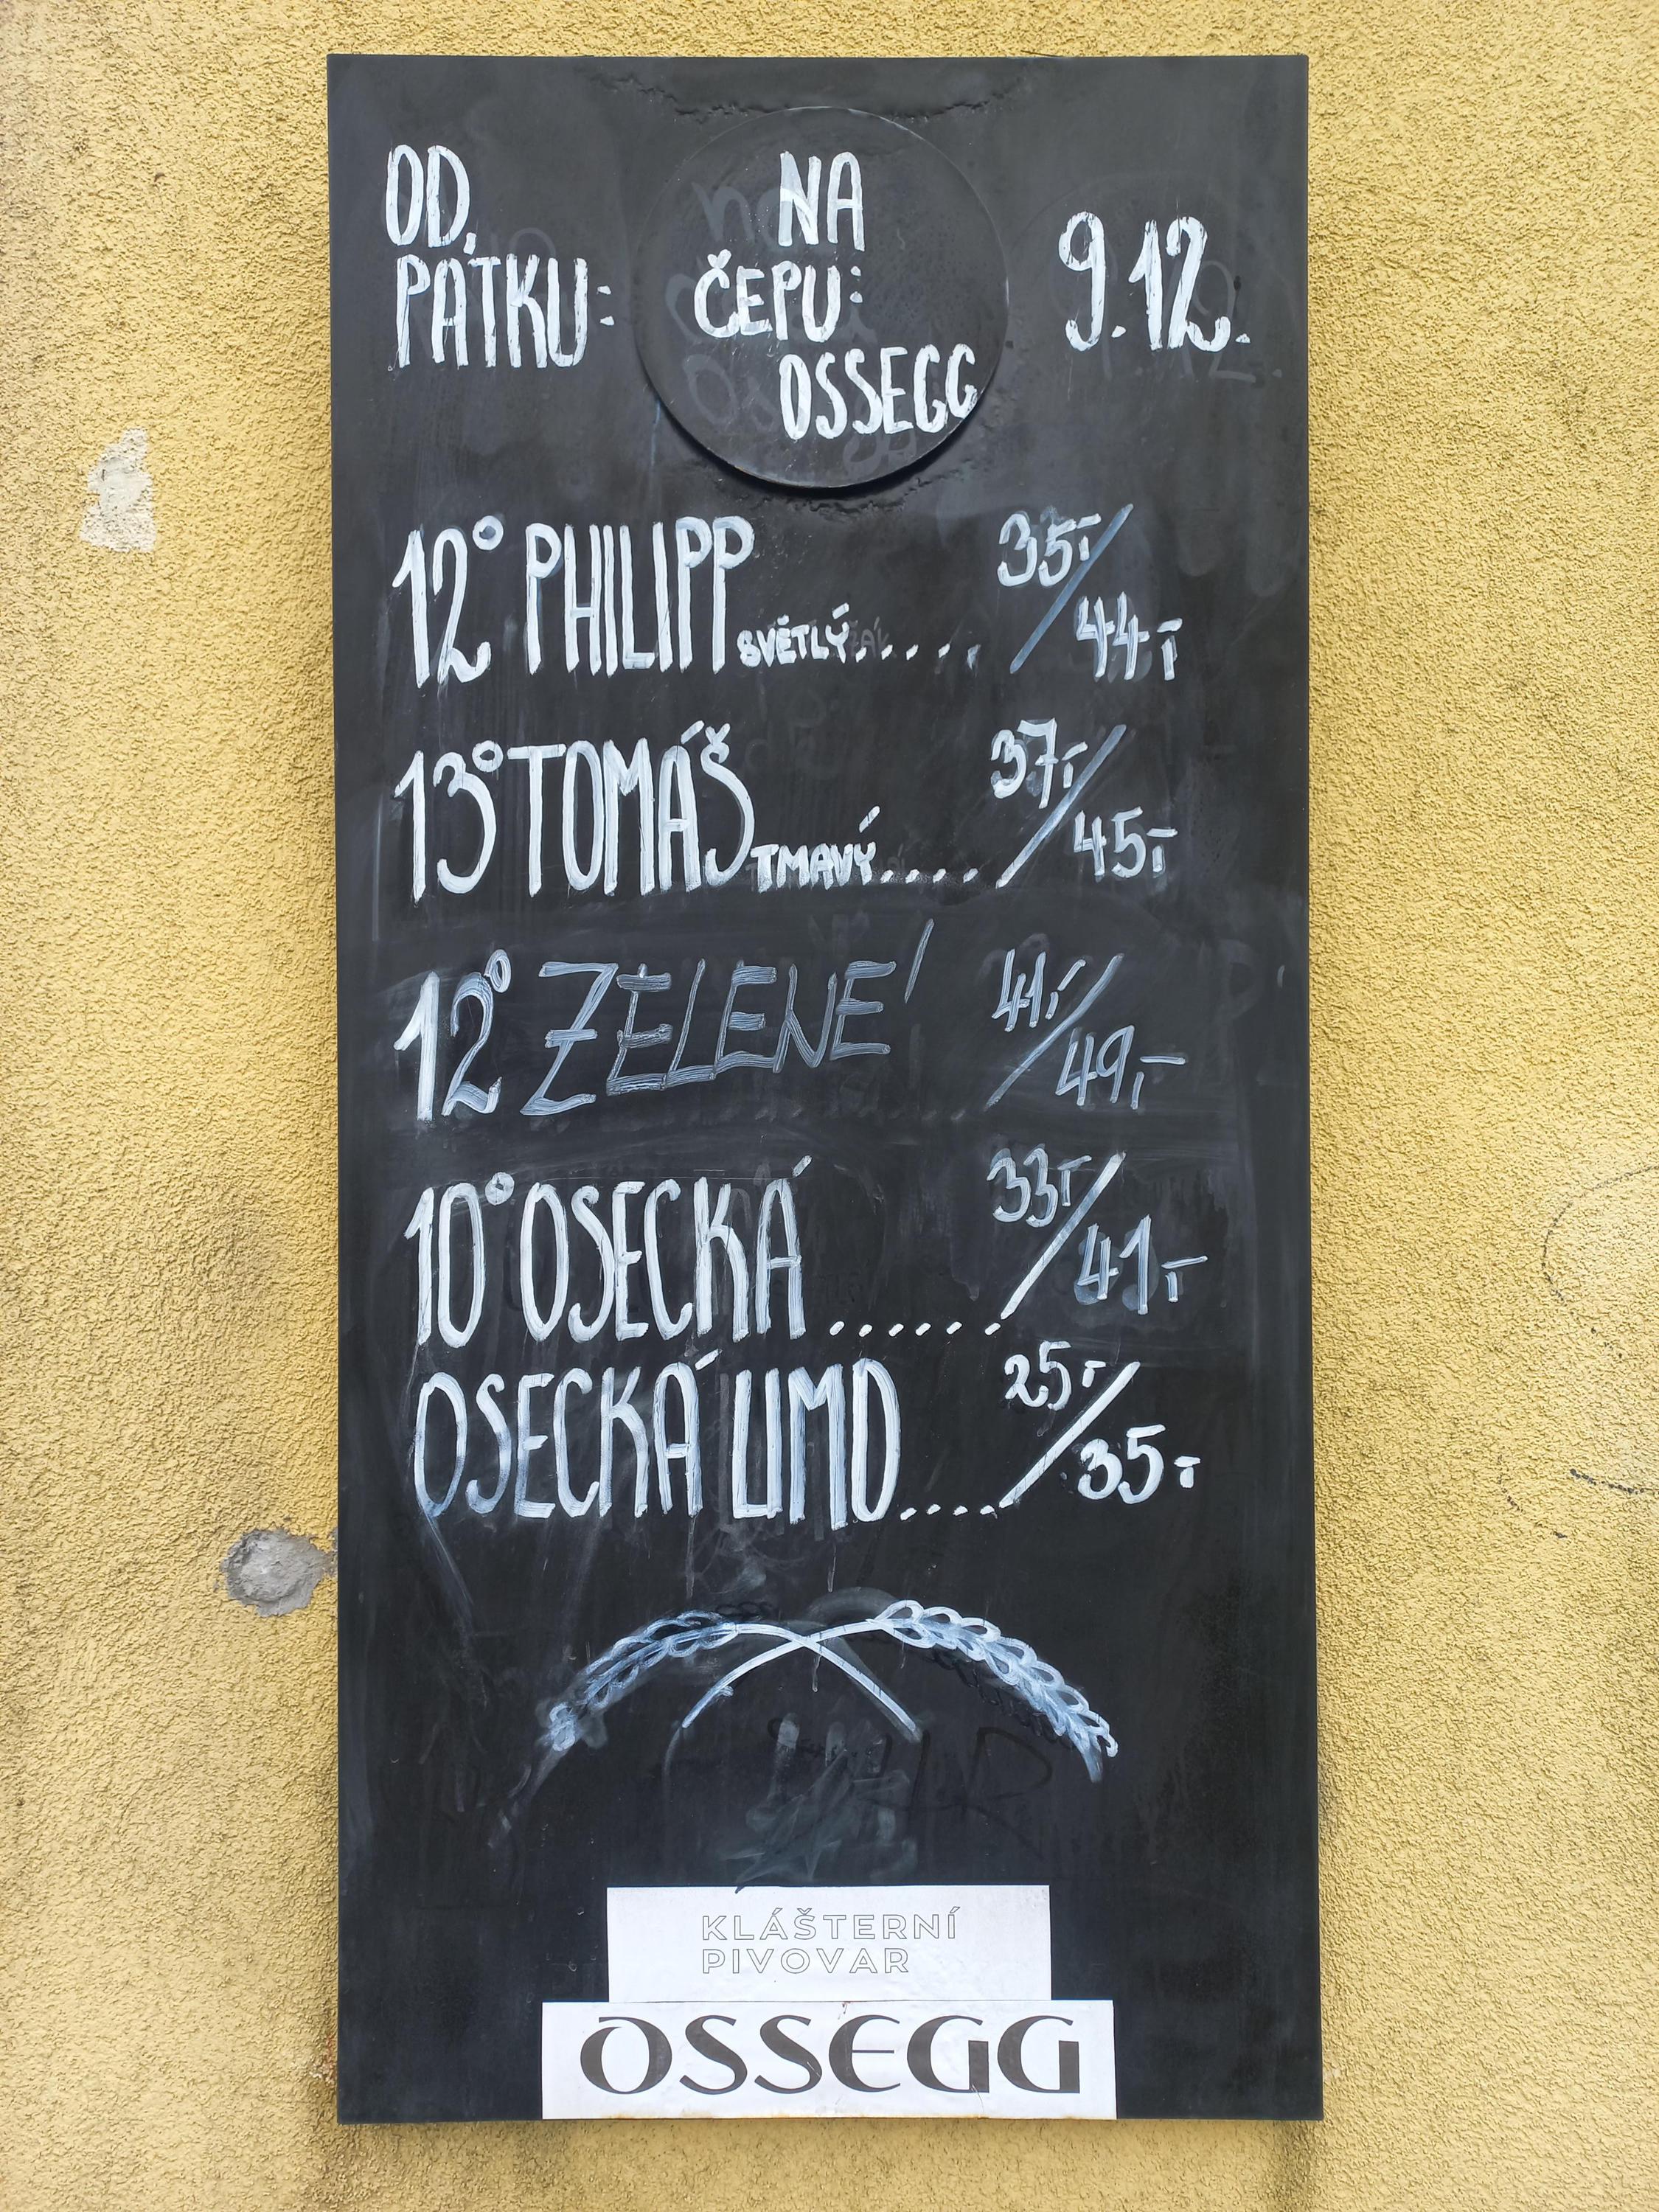 OD
PÁTKU:
NA
ČEPU:
OSSEGG
9.12.
12° PHILIPP SVĚTLÝ..... 35,-/44,-
13° TOMÁŠ TMAVÝ..... 37,-/45,-
12° ZELENÉ 41,-/49,-
10° OSECKÁ ...... 33,-/41,-
OSECKÁ LIMO .... 25,-/35,-
KLÁŠTERNÍ
PIVOVAR
OSSEGG